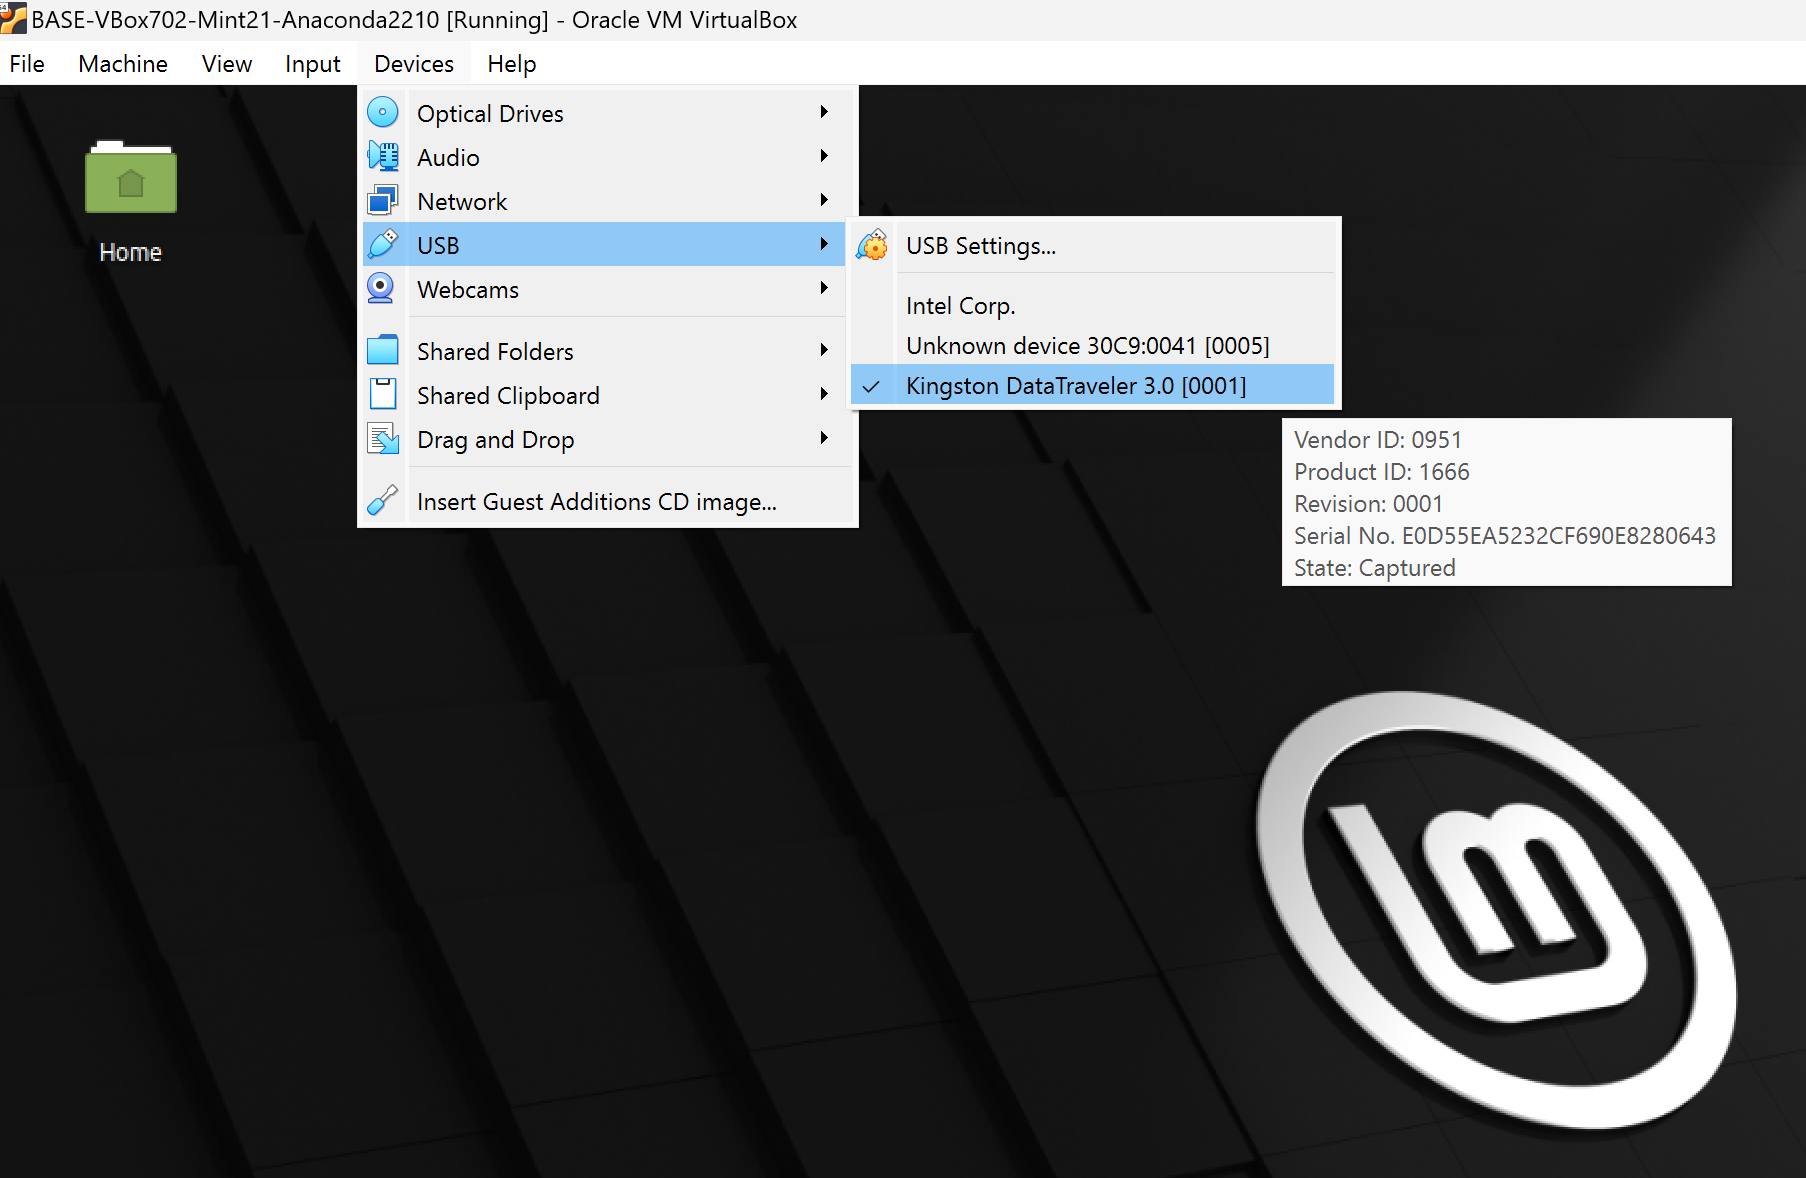 BASE-VBox702-Mint21-Anaconda2210 [Running] - Oracle VM VirtualBox
File Machine View Input Devices Help
Home
Optical Drives
Audio
Network
USB
Webcams
Shared Folders
Shared Clipboard
Drag and Drop
Insert Guest Additions CD image...
USB Settings...
Intel Corp.
Unknown device 30C9:0041 [0005]
Kingston DataTraveler 3.0 [0001]
Vendor ID: 0951
Product ID: 1666
Revision: 0001
Serial No. E0D55EA5232CF690E8280643
State: Captured
lm